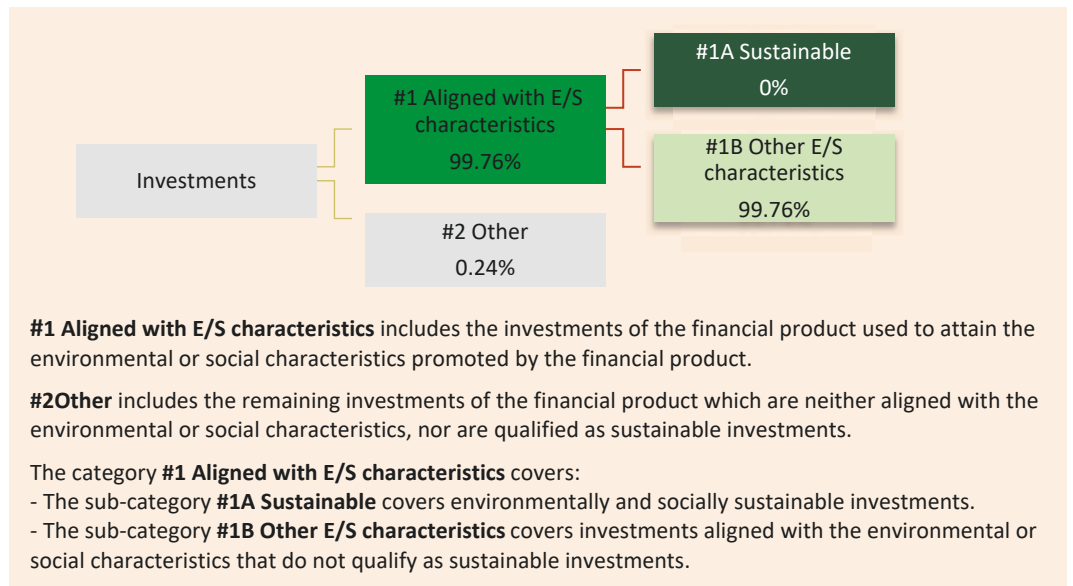 #1A Sustainable
0%
#1 Aligned with E/S
characteristics
99.76%
#1B Other E/S
characteristics
99.76%
Investments
#2 Other
0.24%
#1 Aligned with E/S characteristics includes the investments of the financial product used to attain the
environmental or social characteristics promoted by the financial product.
#2Other includes the remaining investments of the financial product which are neither aligned with the
environmental or social characteristics, nor are qualified as sustainable investments.
The category #1 Aligned with E/S characteristics covers:
- The sub-category #1A Sustainable covers environmentally and socially sustainable investments.
- The sub-category #1B Other E/S characteristics covers investments aligned with the environmental or
social characteristics that do not qualify as sustainable investments.